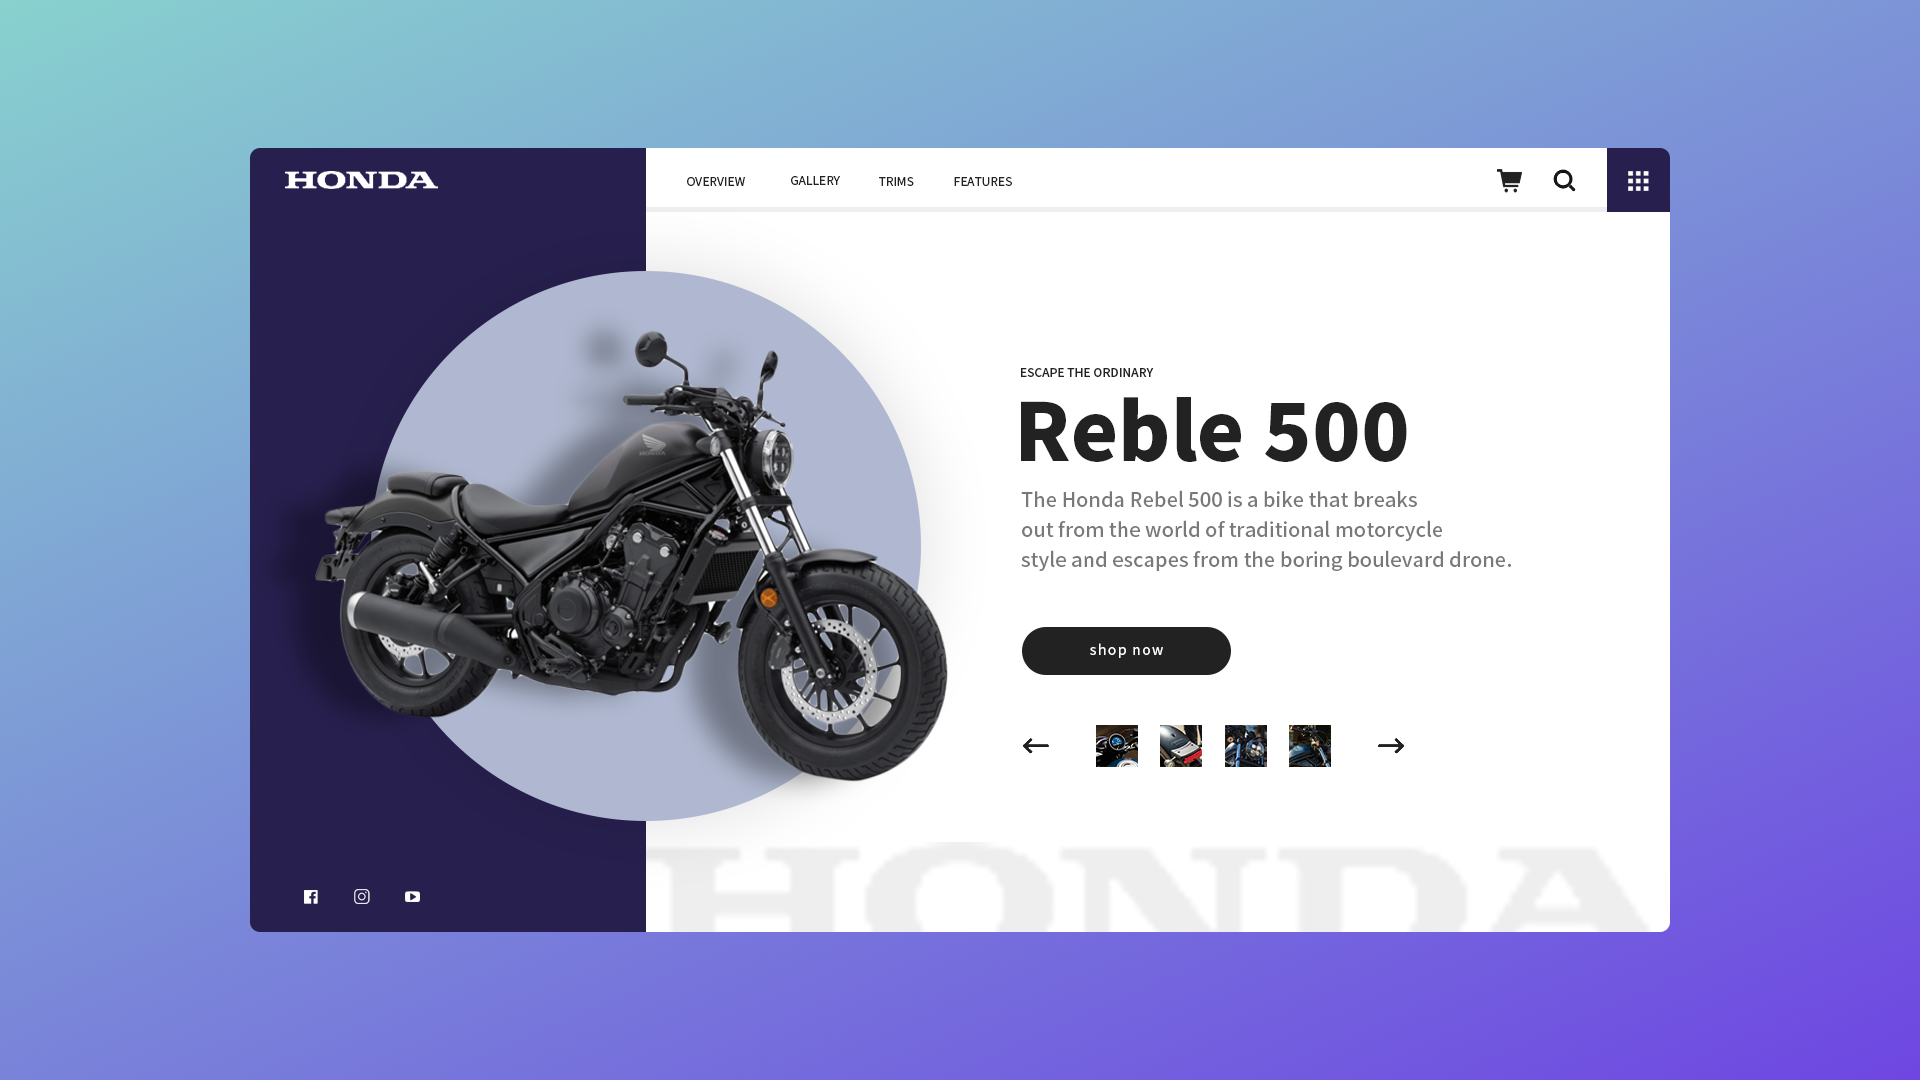 HONDA
OVERVIEW GALLERY TRIMS FEATURES
ESCAPE THE ORDINARY
Reble 500
The Honda Rebel 500 is a bike that breaks
out from the world of traditional motorcycle
style and escapes from the boring boulevard drone.
HONDA
shop now
HONDA